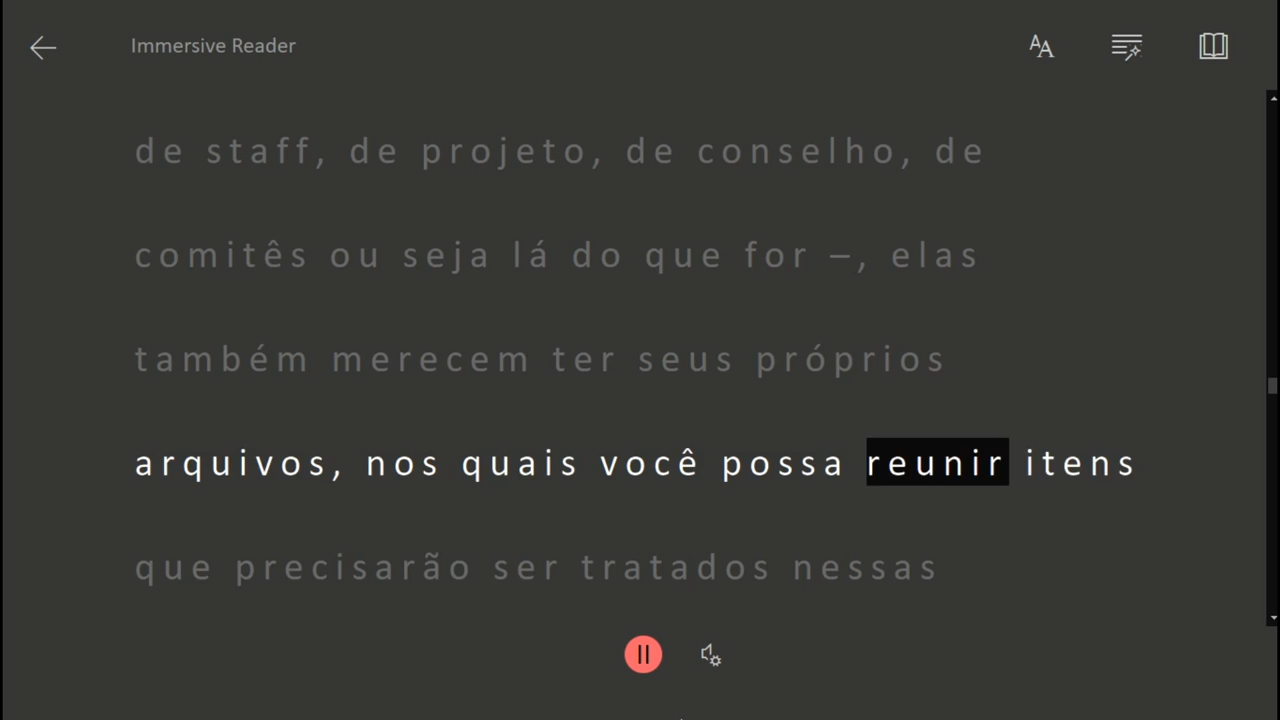 Immersive Reader
de staff, de projeto, de conselho, de
comitês ou seja lá do que for –, elas
também merecem ter seus próprios
arquivos, nos quais você possa reunir itens
que precisarão ser tratados nessas